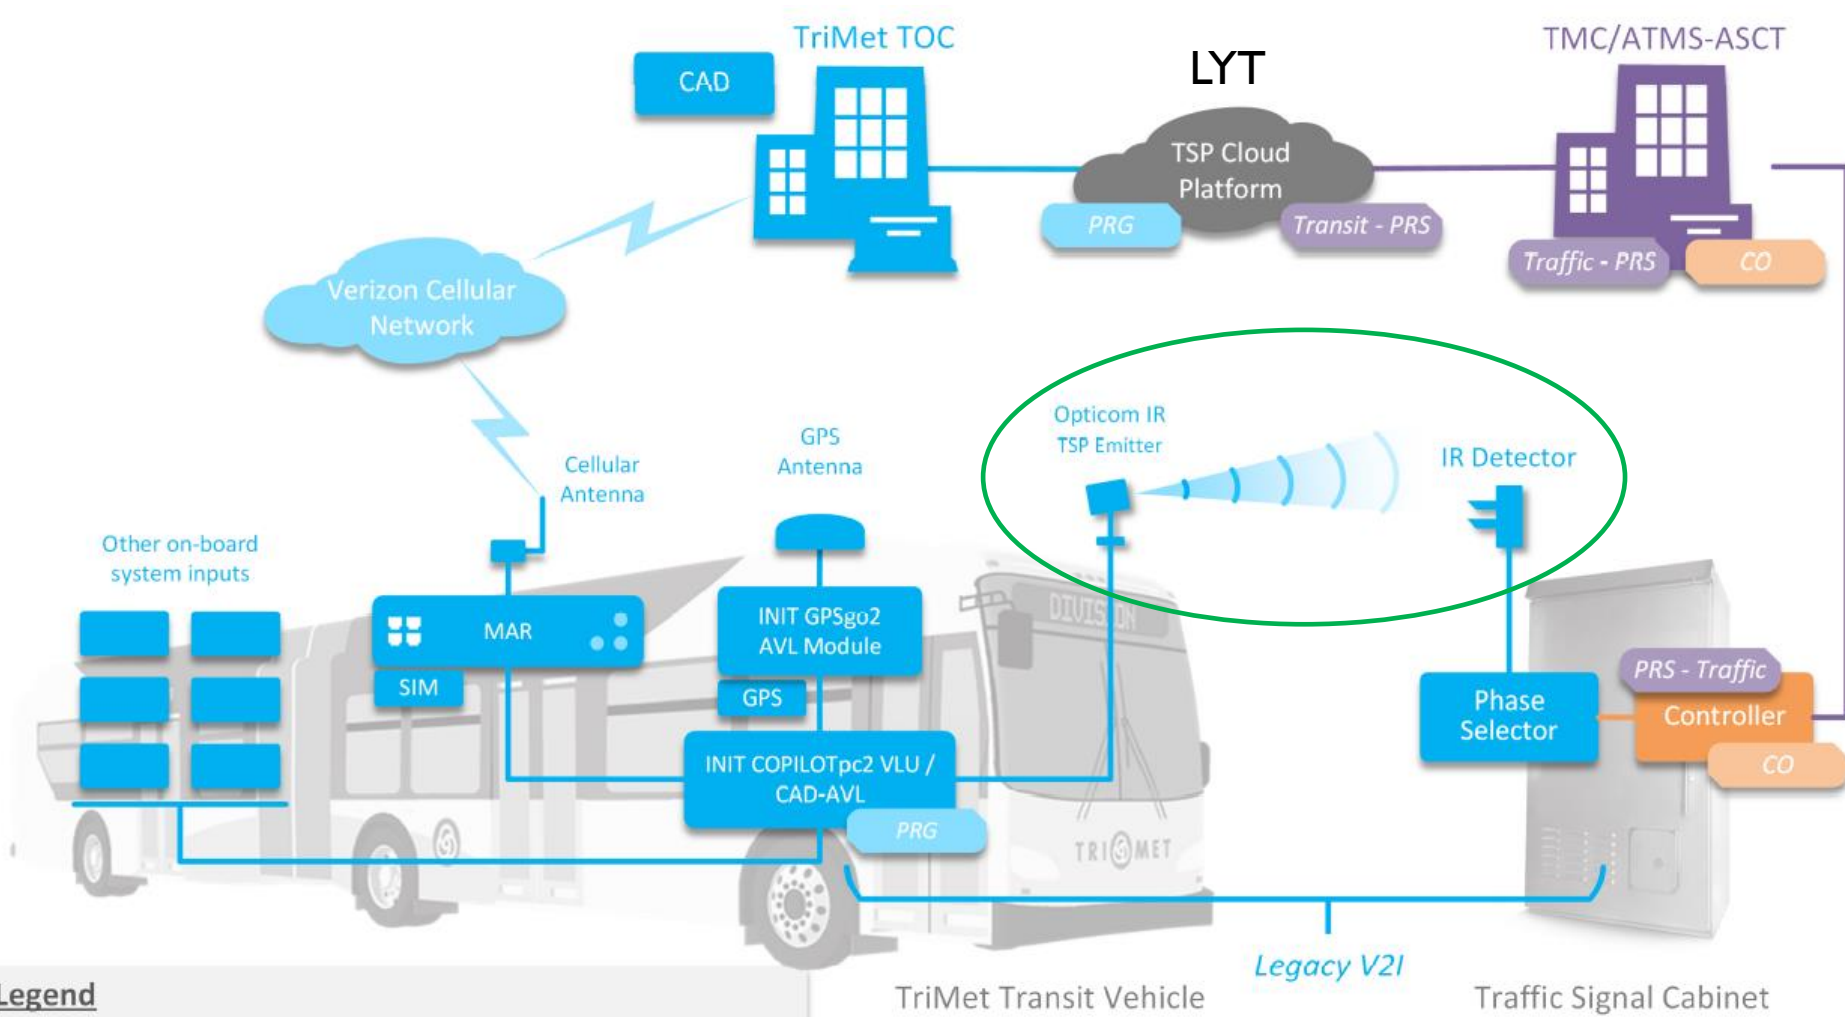 TriMet TOC
LYT
TMC/ATMS-ASCT
CAD
TSP Cloud
Platform
PRG
Transit - PRS
Traffic - PRS
CO
Verizon Cellular
Network
Opticom IR
TSP Emitter
IR Detector
GPS
Antenna
Cellular
Antenna
Other on-board
system inputs
MAR
SIM
INIT GPSgo2
AVL Module
GPS
DIVISION
PRS - Traffic
Phase
Selector
Controller
CO
INIT COPILOTpc2 VLU /
CAD-AVL
PRG
TRIMET
Legacy V2I
Legend
TriMet Transit Vehicle
Traffic Signal Cabinet